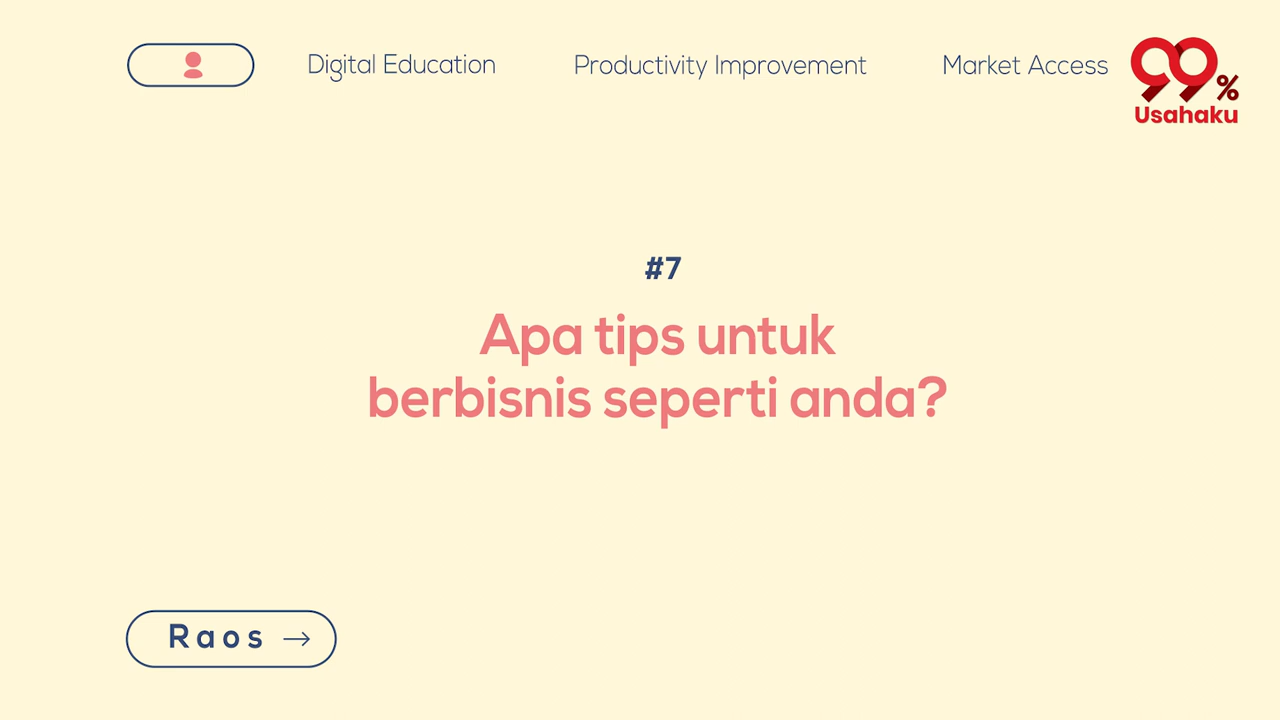 Digital Education
Productivity Improvement
Market Access
99%
Usahaku
#7
Apa tips untuk
berbisnis seperti anda?
Raos →